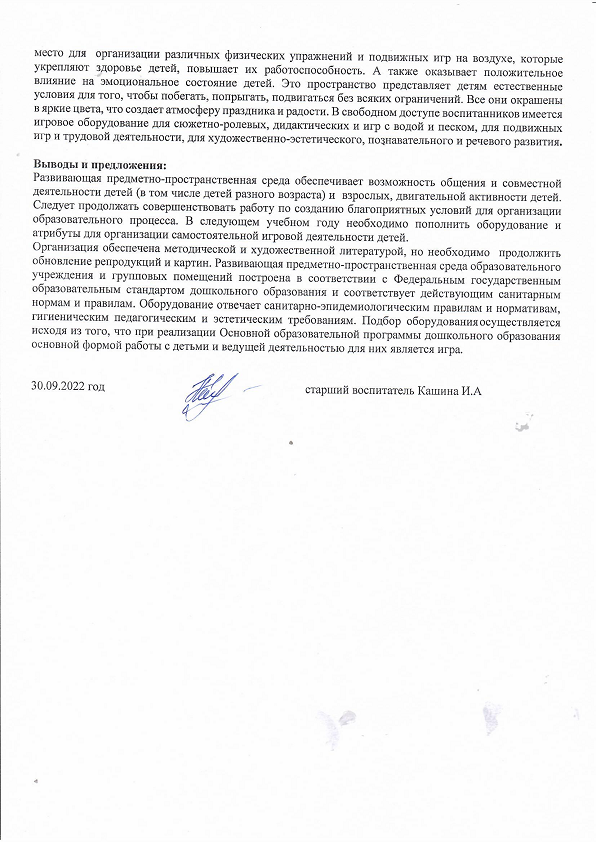 место для организации различных физических упражнений и подвижных игр на воздухе, которые
укрепляют здоровье детей, повышает их работоспособность. А также оказывает положительное
влияние на эмоциональное состояние детей. Это пространство представляет детям естественные
условия для того, чтобы побегать, попрыгать, подвигаться без всяких ограничений. Все они окрашены
в яркие цвета, что создает атмосферу праздника и радости. В свободном доступе воспитанников имеется
игровое оборудование для сюжетно-ролевых, дидактических и игр с водой и песком, для подвижных
игр и трудовой деятельности, для художественно-эстетического, познавательного и речевого развития.
Выводы и предложения:
Развивающая предметно-пространственная среда обеспечивает возможность общения и совместной
деятельности детей (в том числе детей разного возраста) и взрослых, двигательной активности детей.
Следует продолжать совершенствовать работу по созданию благоприятных условий для организации
образовательного процесса. В следующем учебном году необходимо пополнить оборудование и
атрибуты для организации самостоятельной игровой деятельности детей.
Организация обеспечена методической и художественной литературой, но необходимо продолжить
обновление репродукций и картин. Развивающая предметно-пространственная среда образовательного
учреждения и групповых помещений построена в соответствии с Федеральным государственным
образовательным стандартом дошкольного образования и соответствует действующим санитарным
нормам и правилам. Оборудование отвечает санитарно-эпидемиологическим правилам и нормативам,
гигиеническим педагогическим и эстетическим требованиям. Подбор оборудования осуществляется
исходя из того, что при реализации Основной образовательной программы дошкольного образования
основной формой работы с детьми и ведущей деятельностью для них является игра.
30.09.2022 год старший воспитатель Кашина И.А